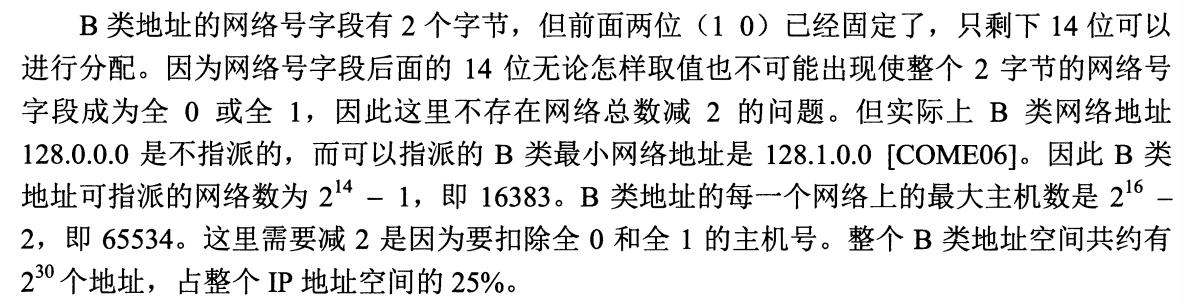 B 类地址的网络号字段有 2 个字节，但前面两位（1 0）已经固定了，只剩下 14 位可以
进行分配。因为网络号字段后面的 14 位无论怎样取值也不可能出现使整个 2 字节的网络号
字段成为全 0 或全 1，因此这里不存在网络总数减 2 的问题。但实际上 B 类网络地址
128.0.0.0 是不指派的，而可以指派的 B 类最小网络地址是 128.1.0.0 [COME06]。因此 B 类
地址可指派的网络数为 2¹⁴ – 1，即 16383。B 类地址的每一个网络上的最大主机数是 2¹⁶ –
2，即 65534。这里需要减 2 是因为要扣除全 0 和全 1 的主机号。整个 B 类地址空间共约有
2³⁰ 个地址，占整个 IP 地址空间的 25%。